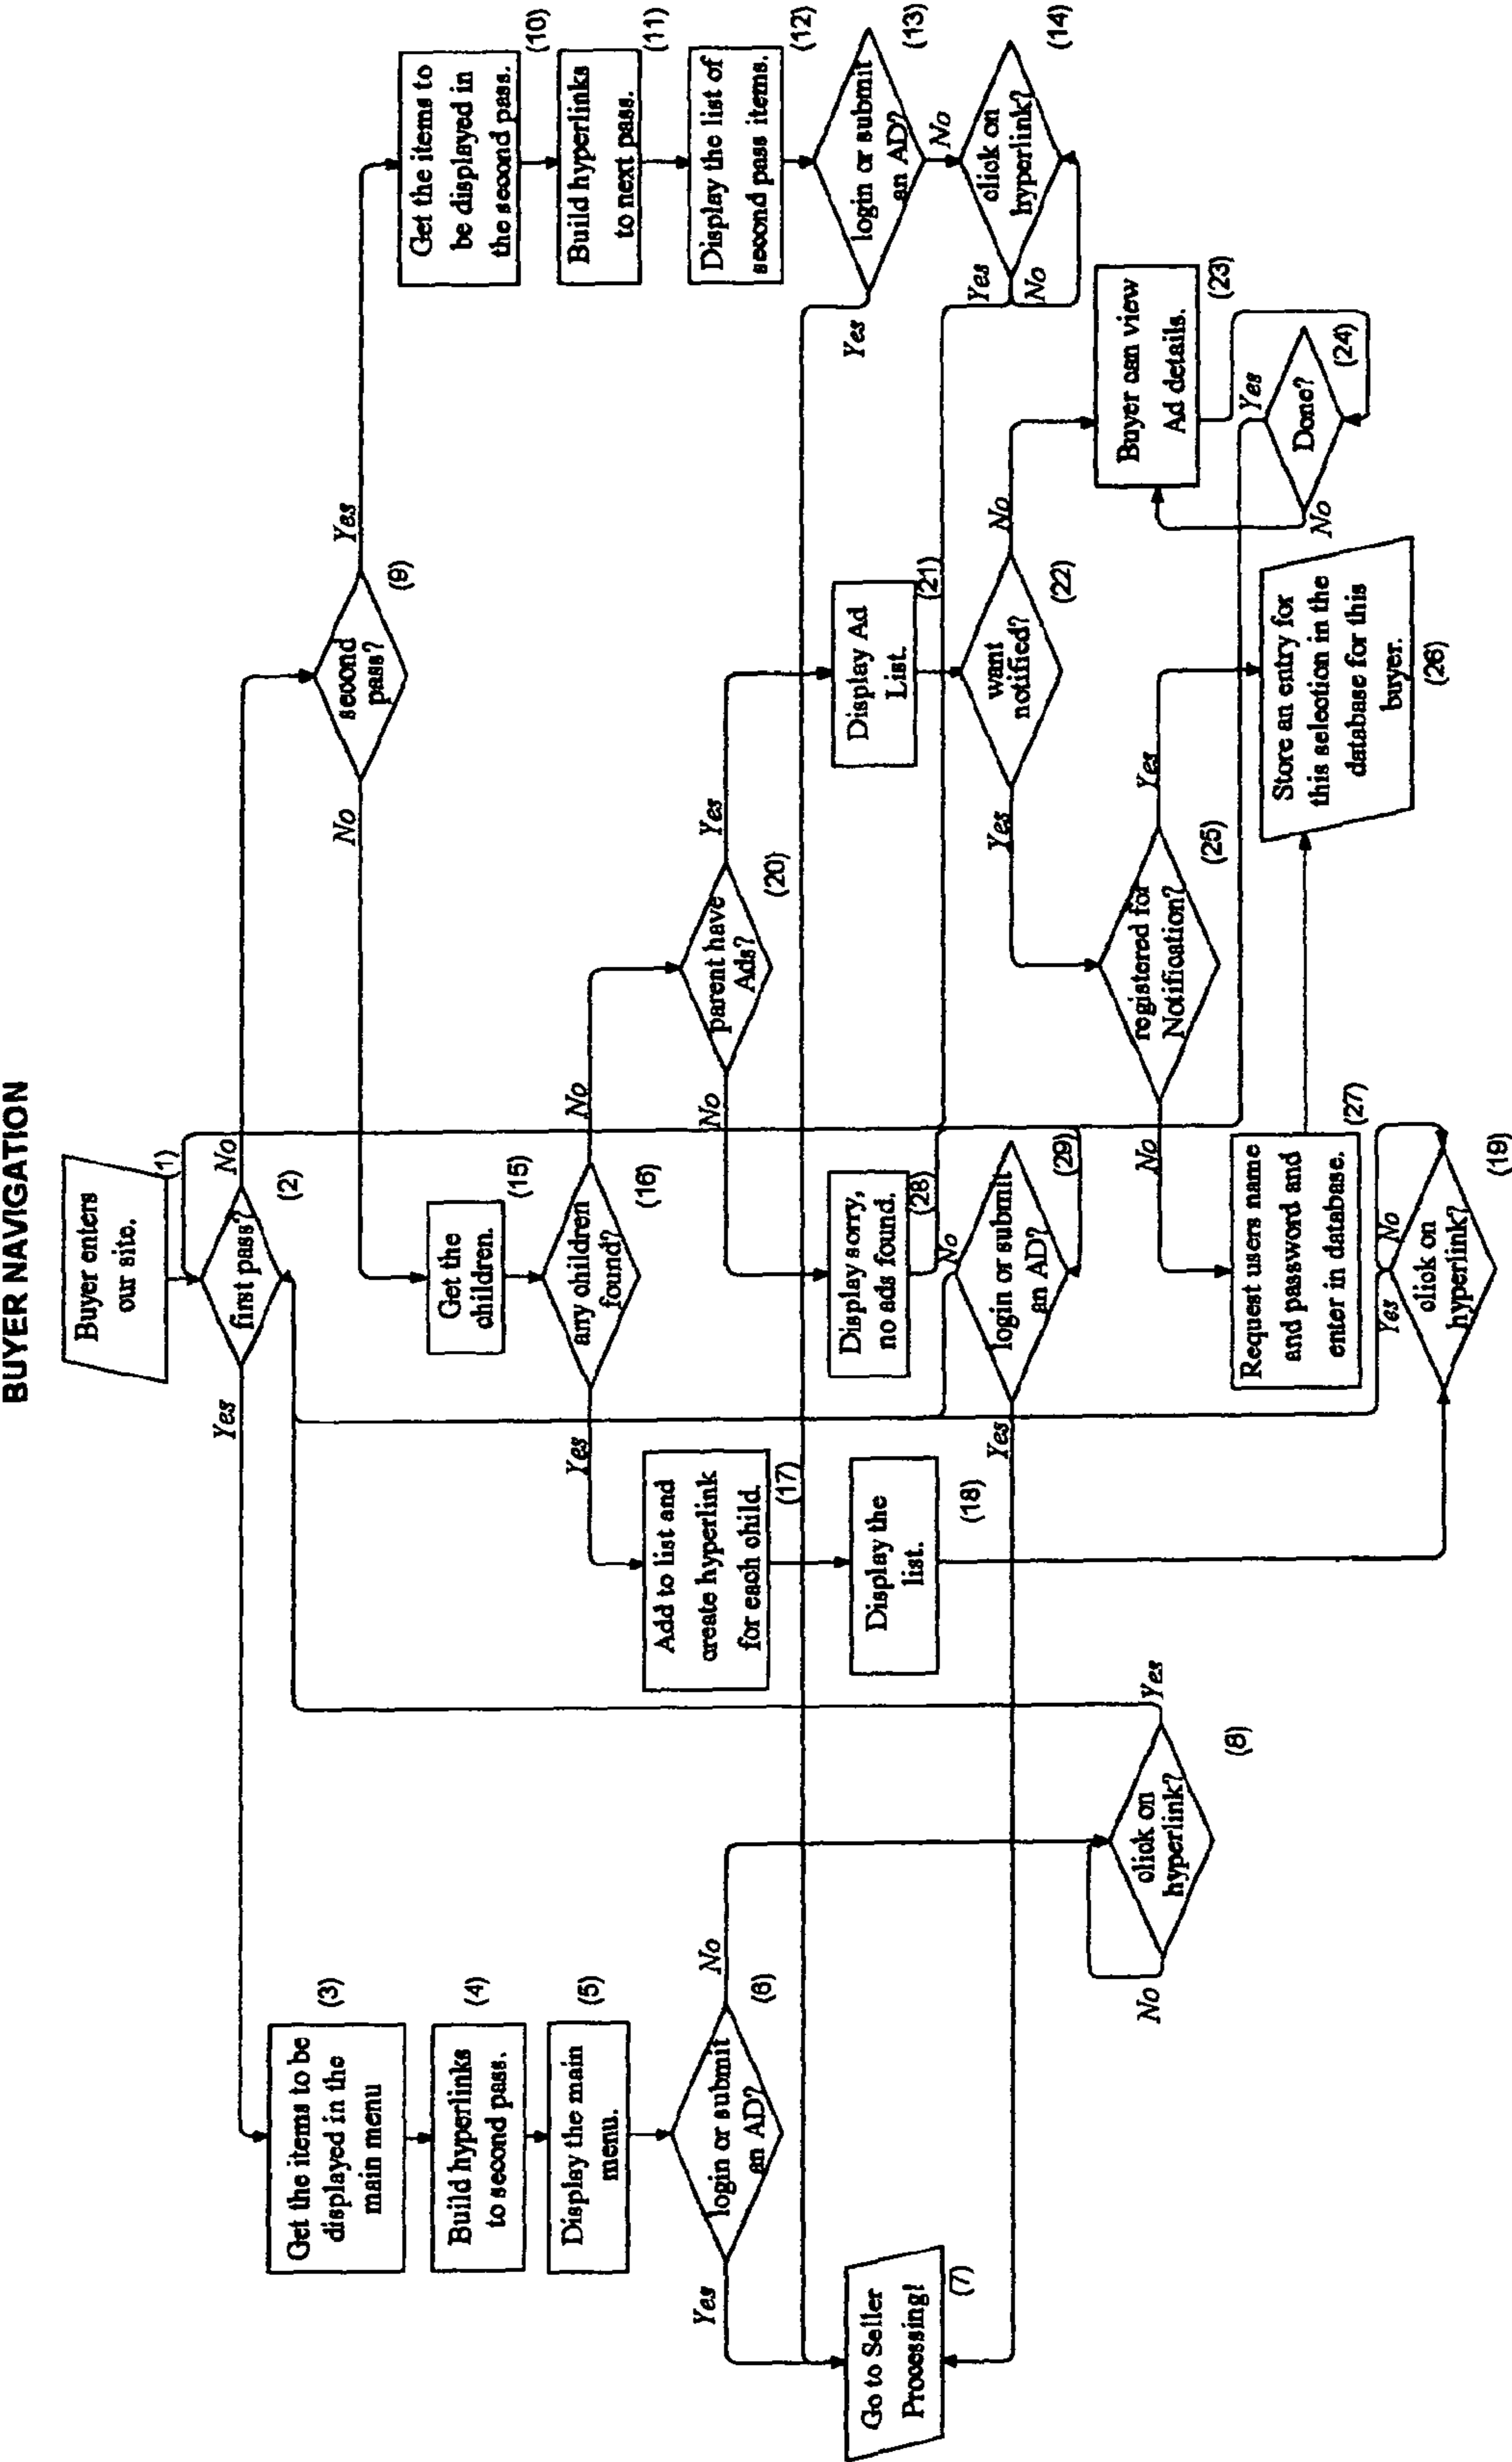 BUYER NAVIGATION
Buyer enters
our site.
(1)
first pass?
(2)
Yes
No
Get the items to be
displayed in the
main menu
(3)
Build hyperlinks
to second pass.
(4)
Display the main
menu.
(5)
login or submit
an AD?
(6)
Yes
No
Go to Seller
Processing!
(7)
click on
hyperlink?
(8)
No
Yes
second
pass?
(9)
No
Yes
Get the items to
be displayed in
the second pass.
(10)
Build hyperlinks
to next pass.
(11)
Display the list of
second pass items.
(12)
login or submit
an AD?
(13)
Yes
No
click on
hyperlink?
(14)
Yes
No
Get the
children.
(15)
any children
found?
(16)
Yes
No
Add to list and
create hyperlink
for each child.
(17)
Display the
list.
(18)
click on
hyperlink?
(19)
Yes
No
parent have
Ads?
(20)
No
Yes
Display Ad
List.
(21)
want
notified?
(22)
Yes
No
Buyer can view
Ad details.
(23)
Done?
(24)
No
Yes
registered for
Notification?
(25)
No
Yes
Store an entry for
this selection in the
database for this
buyer.
(26)
Request users name
and password and
enter in database.
(27)
Display sorry,
no ads found.
(28)
login or submit
an AD?
(29)
Yes
No